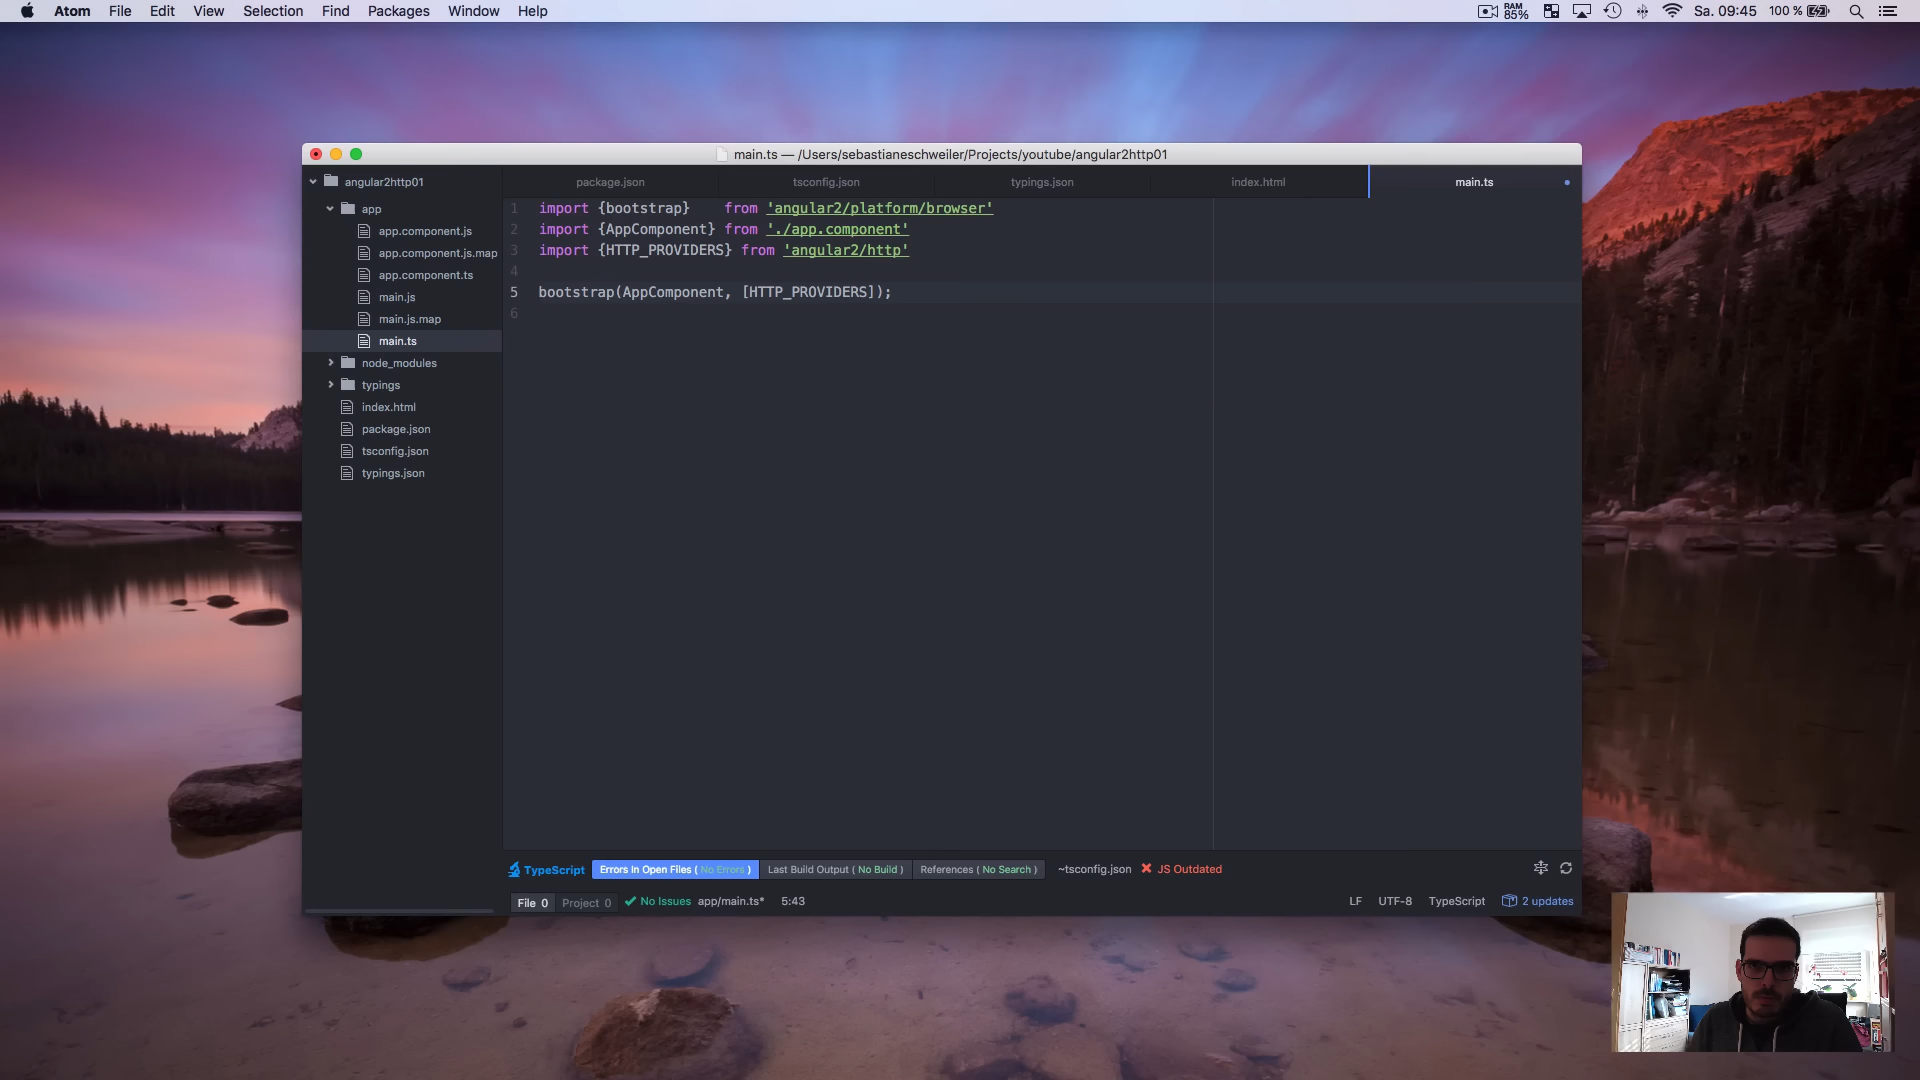 Atom File Edit View Selection Find Packages Window Help
RAM 85% Sa. 09:45 100 %
main.ts — /Users/sebastianeschweiler/Projects/youtube/angular2http01
angular2http01
app
app.component.js
app.component.js.map
app.component.ts
main.js
main.js.map
main.ts
node_modules
typings
index.html
package.json
tsconfig.json
typings.json
package.json tsconfig.json typings.json index.html main.ts
1 import {bootstrap} from 'angular2/platform/browser'
2 import {AppComponent} from './app.component'
3 import {HTTP_PROVIDERS} from 'angular2/http'
4
5 bootstrap(AppComponent, [HTTP_PROVIDERS]);
6
TypeScript Errors In Open Files ( No Errors ) Last Build Output ( No Build ) References ( No Search ) ~tsconfig.json JS Outdated
File 0 Project 0 No Issues app/main.ts* 5:43 LF UTF-8 TypeScript 2 updates